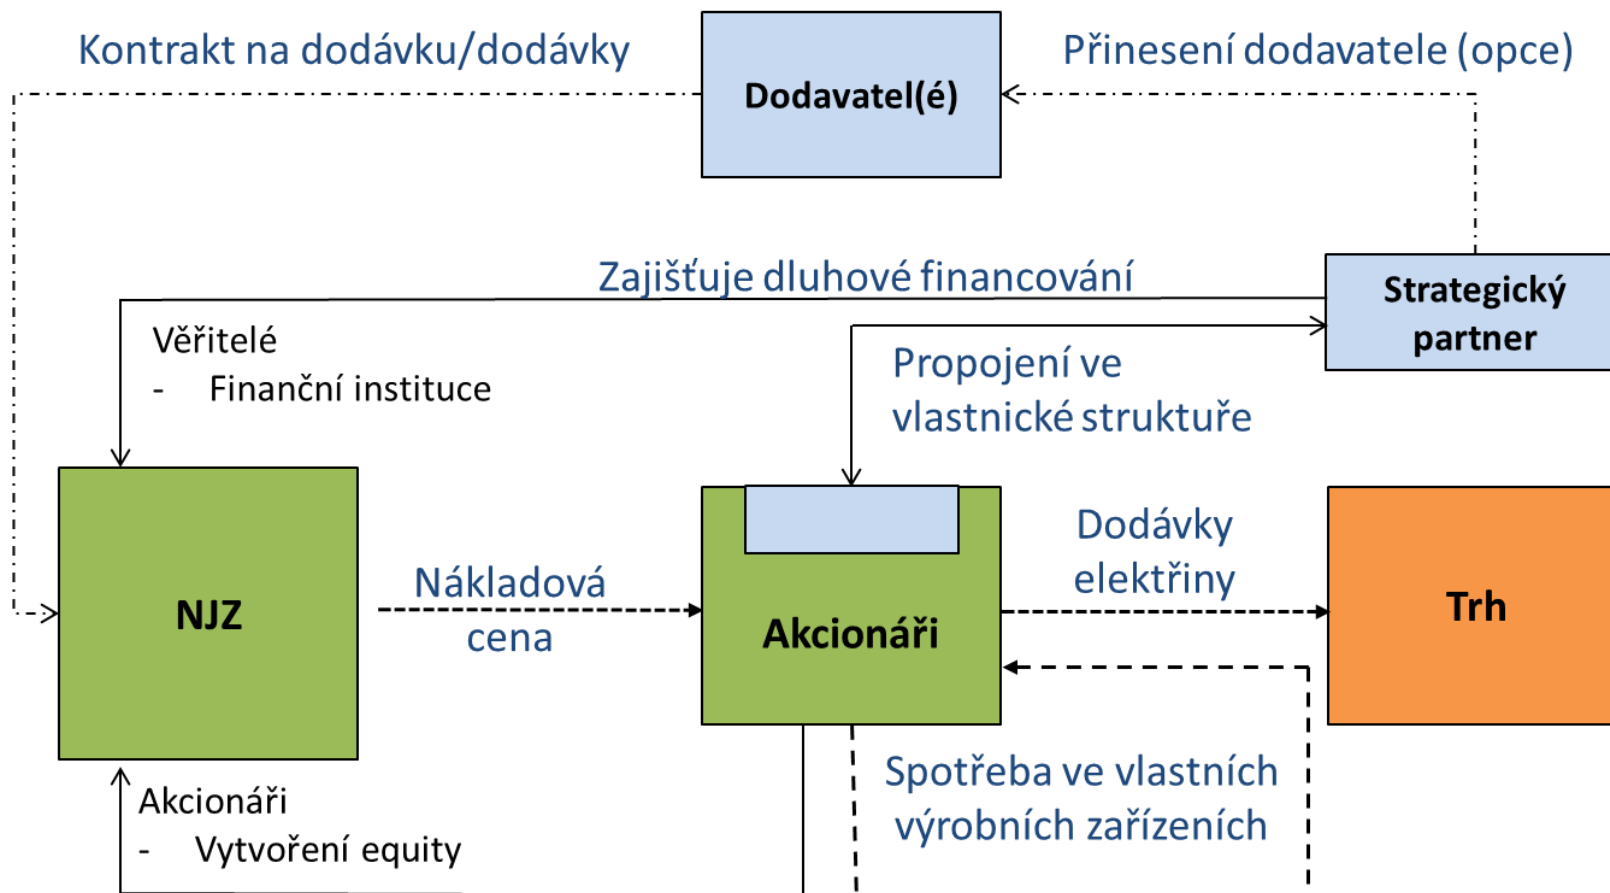 Kontrakt na dodávku/dodávky
Dodavatel(é)
Přinesení dodavatele (opce)
Zajišťuje dluhové financování
Strategický
partner
Věřitelé
- Finanční instituce
Propojení ve
vlastnické struktuře
NJZ
Nákladová
cena
Akcionáři
Dodávky
elektřiny
Trh
Akcionáři
- Vytvoření equity
Spotřeba ve vlastních
výrobních zařízeních